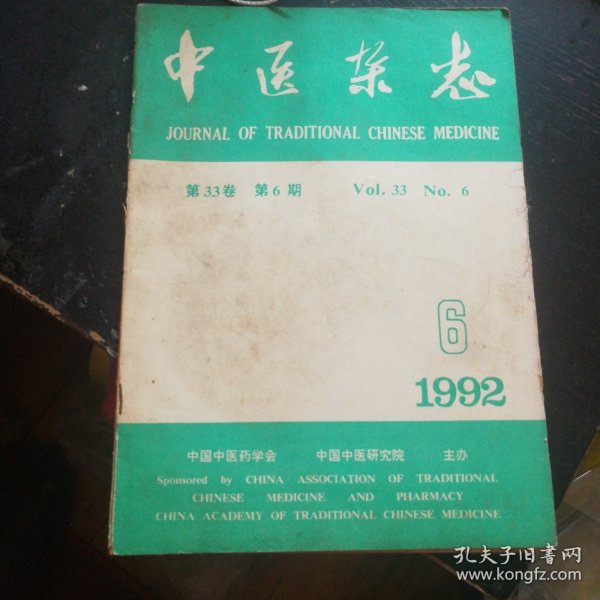 中医杂志
JOURNAL OF TRADITIONAL CHINESE MEDICINE
第33卷 第6期 Vol. 33 No. 6
6
1992
中国中医药学会 中国中医研究院 主办
Sponsored by CHINA ASSOCIATION OF TRADITIONAL
CHINESE MEDICINE AND PHARMACY
CHINA ACADEMY OF TRADITIONAL CHINESE MEDICINE
孔夫子旧书网
www.kongfz.com